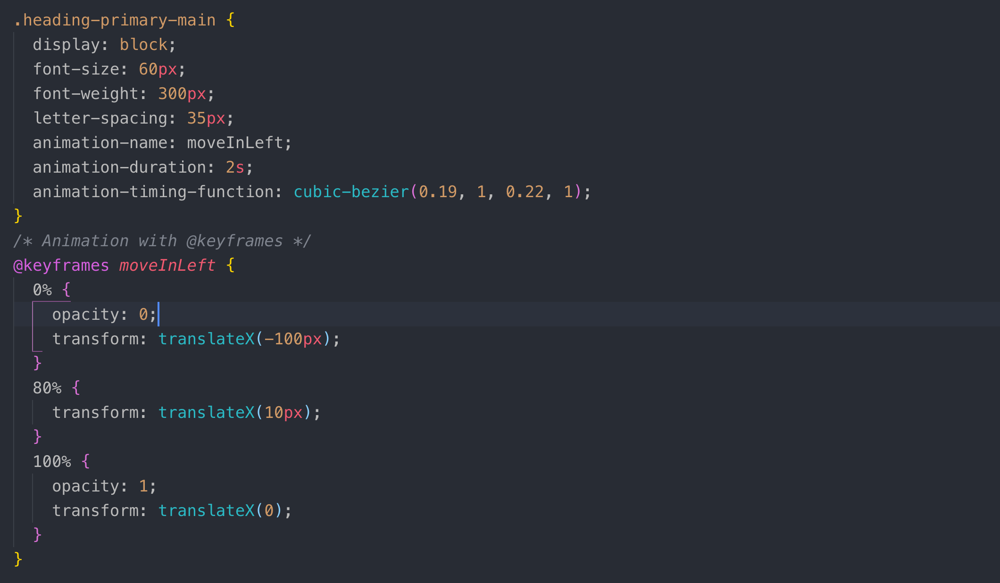 .heading-primary-main {
  display: block;
  font-size: 60px;
  font-weight: 300px;
  letter-spacing: 35px;
  animation-name: moveInLeft;
  animation-duration: 2s;
  animation-timing-function: cubic-bezier(0.19, 1, 0.22, 1);
}
/* Animation with @keyframes */
@keyframes moveInLeft {
  0% {
    opacity: 0;
    transform: translateX(-100px);
  }
  80% {
    transform: translateX(10px);
  }
  100% {
    opacity: 1;
    transform: translateX(0);
  }
}